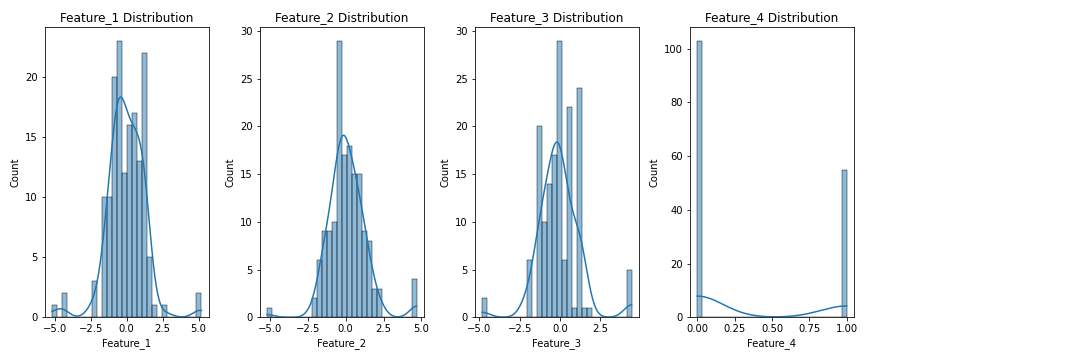 Feature_1 Distribution
Count
20
15
10
5
0
−5.0 −2.5 0.0 2.5 5.0
Feature_1
Feature_2 Distribution
Count
30
25
20
15
10
5
0
−5.0 −2.5 0.0 2.5 5.0
Feature_2
Feature_3 Distribution
Count
30
25
20
15
10
5
0
−5.0 −2.5 0.0 2.5
Feature_3
Feature_4 Distribution
Count
100
80
60
40
20
0
0.00 0.25 0.50 0.75 1.00
Feature_4